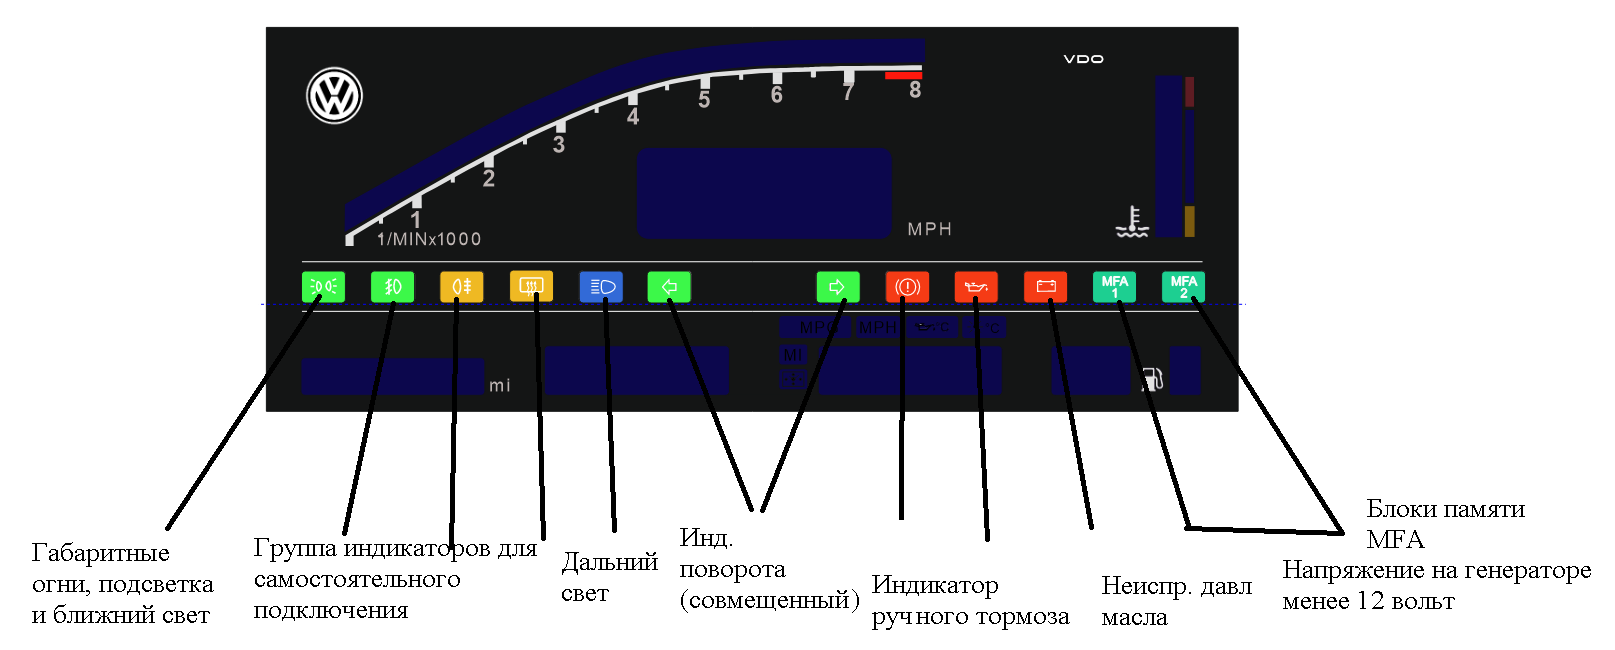 VDO
8
7
6
5
4
3
2
1
1/MINx1000
MPH
MFA
1
MFA
2
MPG
MPH
°C
°C
MI
mi
Габаритные
огни, подсветка
и ближний свет
Группа индикаторов для
самостоятельного
подключения
Дальний
свет
Инд.
поворота
(совмещенный)
Индикатор
ручного тормоза
Неиспр. давл
масла
Блоки памяти
MFA
Напряжение на генераторе
менее 12 вольт